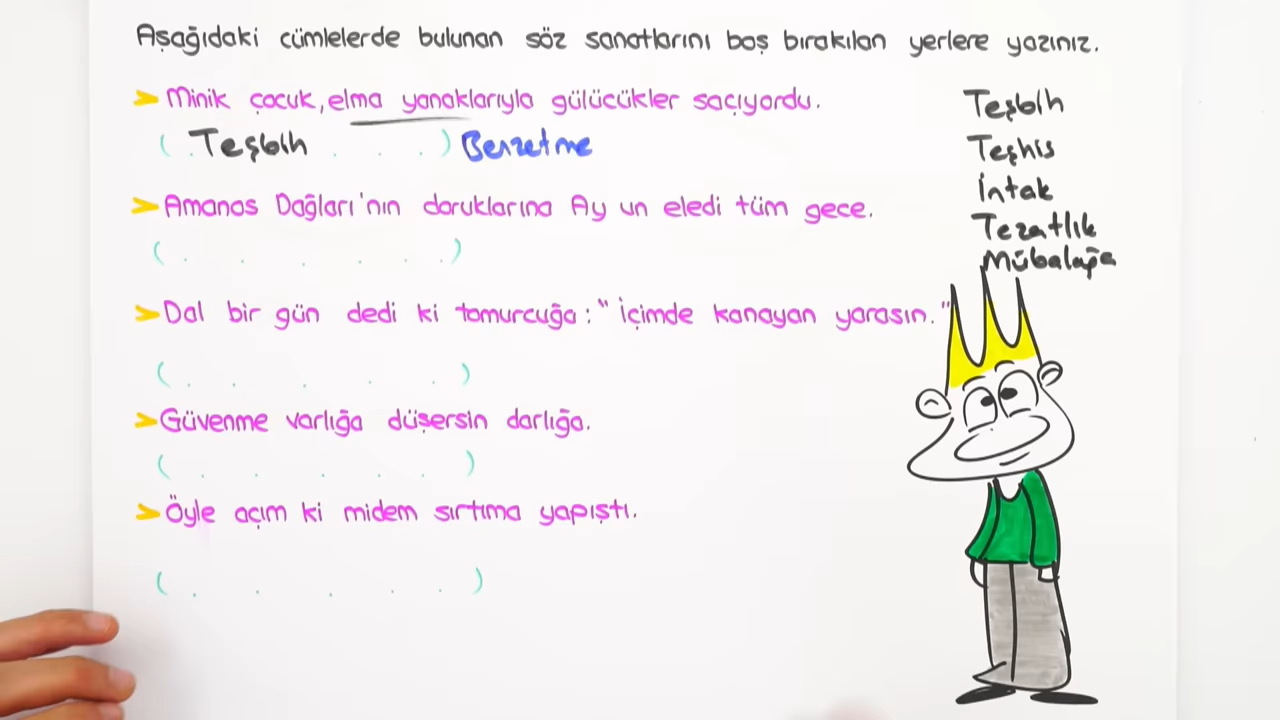 Aşağıdaki cümlelerde bulunan söz sanatlarını boş bırakılan yerlere yazınız.
➤ Minik çocuk, elma yanaklarıyla gülücükler saçıyordu.
( . Teşbih . . . ) Benzetme
➤ Amanos Dağları'nın doruklarına Ay un eledi tüm gece.
( . . . . . . )
➤ Dal bir gün dedi ki tomurcuğa: "İçimde kanayan yarasın."
( . . . . . )
➤ Güvenme varlığa düşersin darlığa.
( . . . . . )
➤ Öyle açım ki midem sırtıma yapıştı.
( . . . . . )
Teşbih
Teşhis
İntak
Tezatlık
Mübalağa